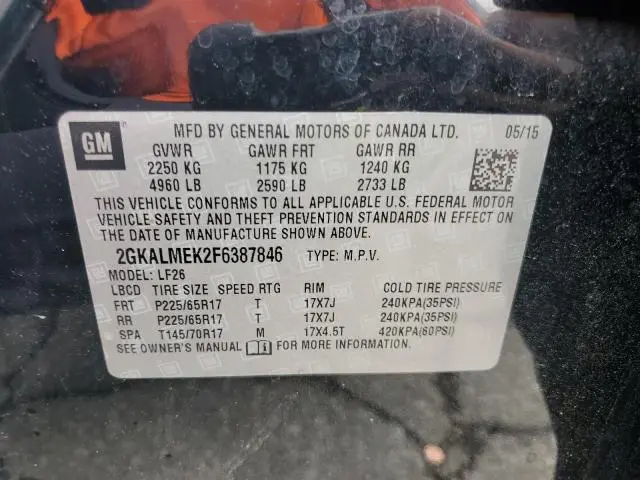 GM
MFD BY GENERAL MOTORS OF CANADA LTD. 05/15
GVWR GAWR FRT GAWR RR
2250 KG 1175 KG 1240 KG
4960 LB 2590 LB 2733 LB
THIS VEHICLE CONFORMS TO ALL APPLICABLE U.S. FEDERAL MOTOR
VEHICLE SAFETY AND THEFT PREVENTION STANDARDS IN EFFECT ON
THE DATE OF MANUFACTURE SHOWN ABOVE.
2GKALMEK2F6387846 TYPE: M.P.V.
MODEL: LF26
LBCD TIRE SIZE SPEED RTG RIM COLD TIRE PRESSURE
FRT P225/65R17 T 17X7J 240KPA(35PSI)
RR P225/65R17 T 17X7J 240KPA(35PSI)
SPA T145/70R17 M 17X4.5T 420KPA(60PSI)
SEE OWNER'S MANUAL FOR MORE INFORMATION.